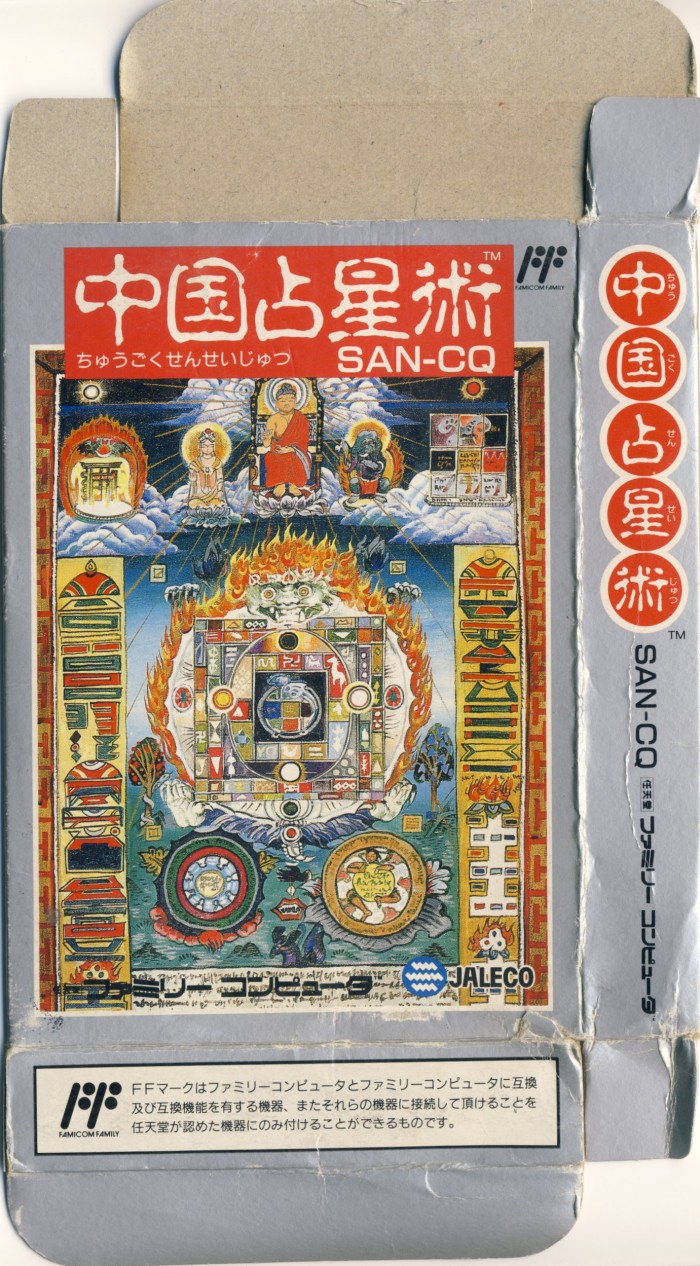 中国占星術
TM
FAMICOM FAMILY
ちゅうごくせんせいじゅつ
SAN-CQ
ファミリー コンピュータ
JALECO
FFマークはファミリーコンピュータとファミリーコンピュータに互換
及び互換機能を有する機器、またそれらの機器に接続して頂けることを
任天堂が認めた機器にのみ付けることができるものです。
FAMICOM FAMILY
中国占星術
ちゅう
ごく
せん
せい
じゅつ
TM
SAN-CQ
任天堂 ファミリー コンピュータ